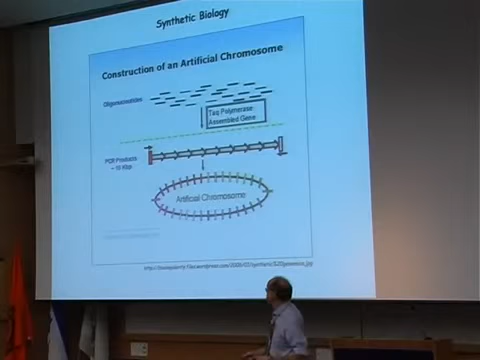 Synthetic Biology
Construction of an Artificial Chromosome
Oligonucleotides
Taq Polymerase
Assembled Gene
PCR Products
~ 10 Kbp
Artificial Chromosome